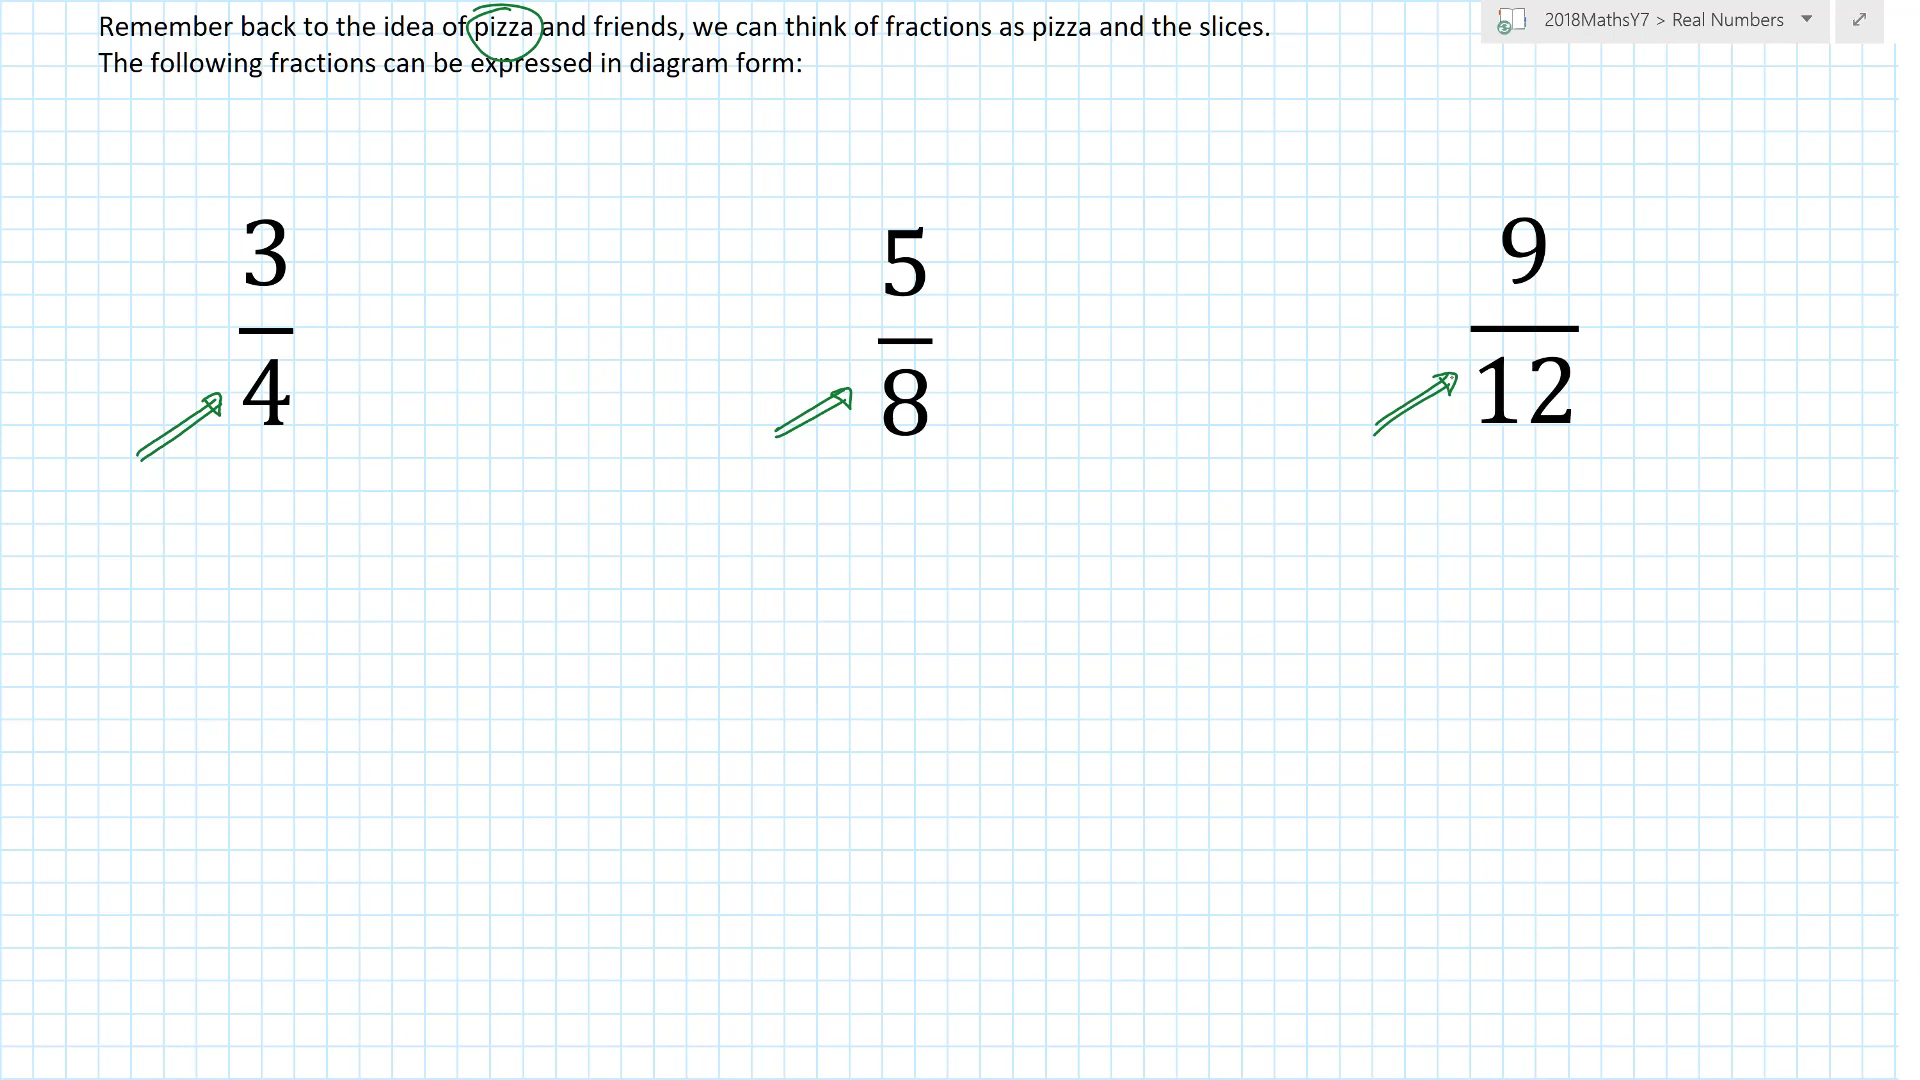 Remember back to the idea of pizza and friends, we can think of fractions as pizza and the slices.
The following fractions can be expressed in diagram form:
2018MathsY7 > Real Numbers
3
4
5
8
9
12